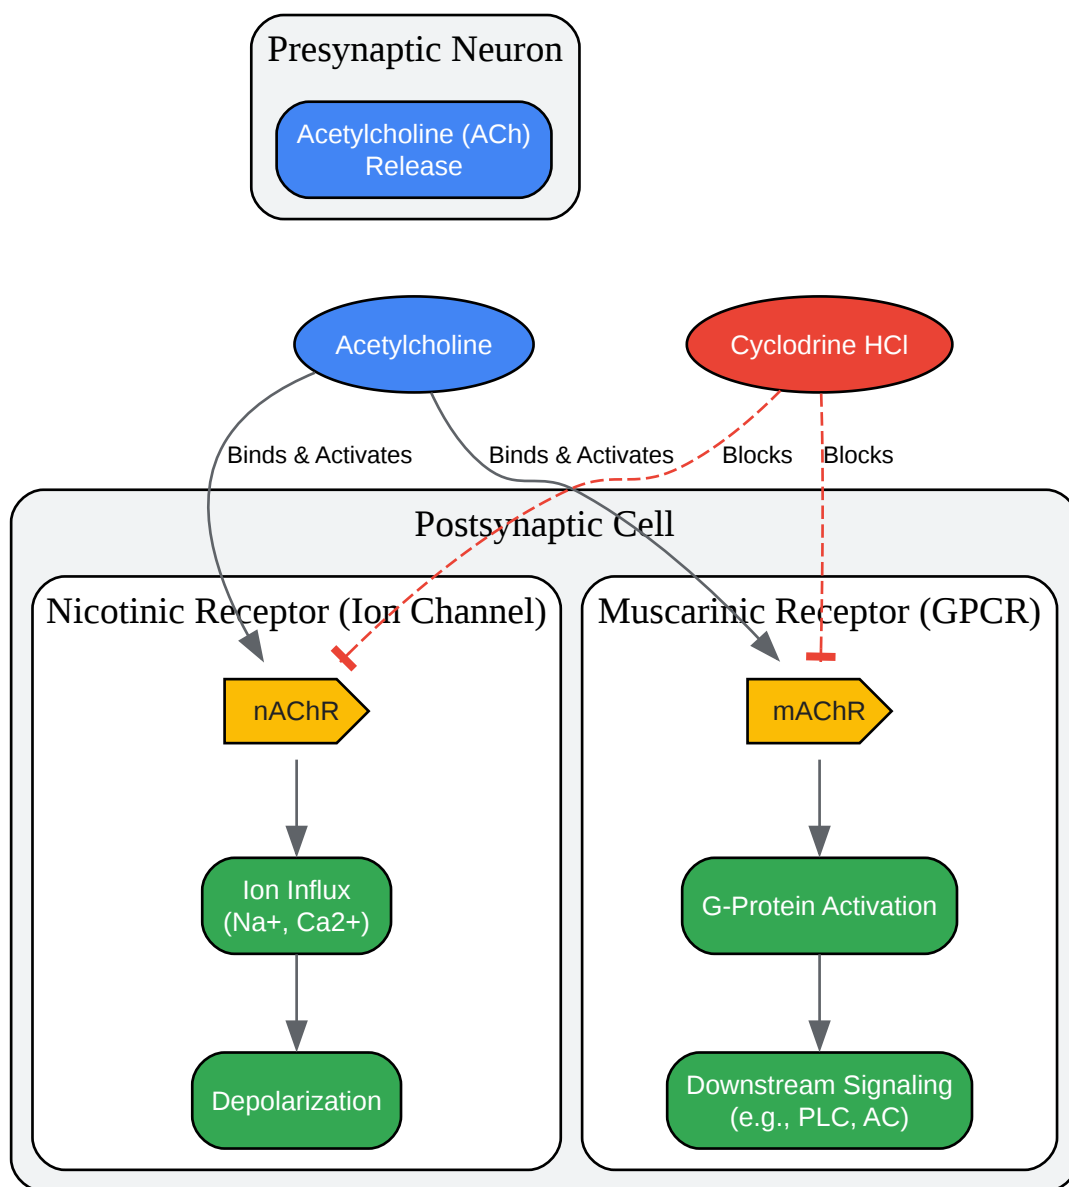 Presynaptic Neuron
Acetylcholine (ACh)
Release
Acetylcholine
Cyclodrine HCl
Binds & Activates
Binds & Activates
Blocks
Blocks
Postsynaptic Cell
Nicotinic Receptor (Ion Channel)
Muscarinic Receptor (GPCR)
nAChR
mAChR
Ion Influx
(Na+, Ca2+)
G-Protein Activation
Depolarization
Downstream Signaling
(e.g., PLC, AC)